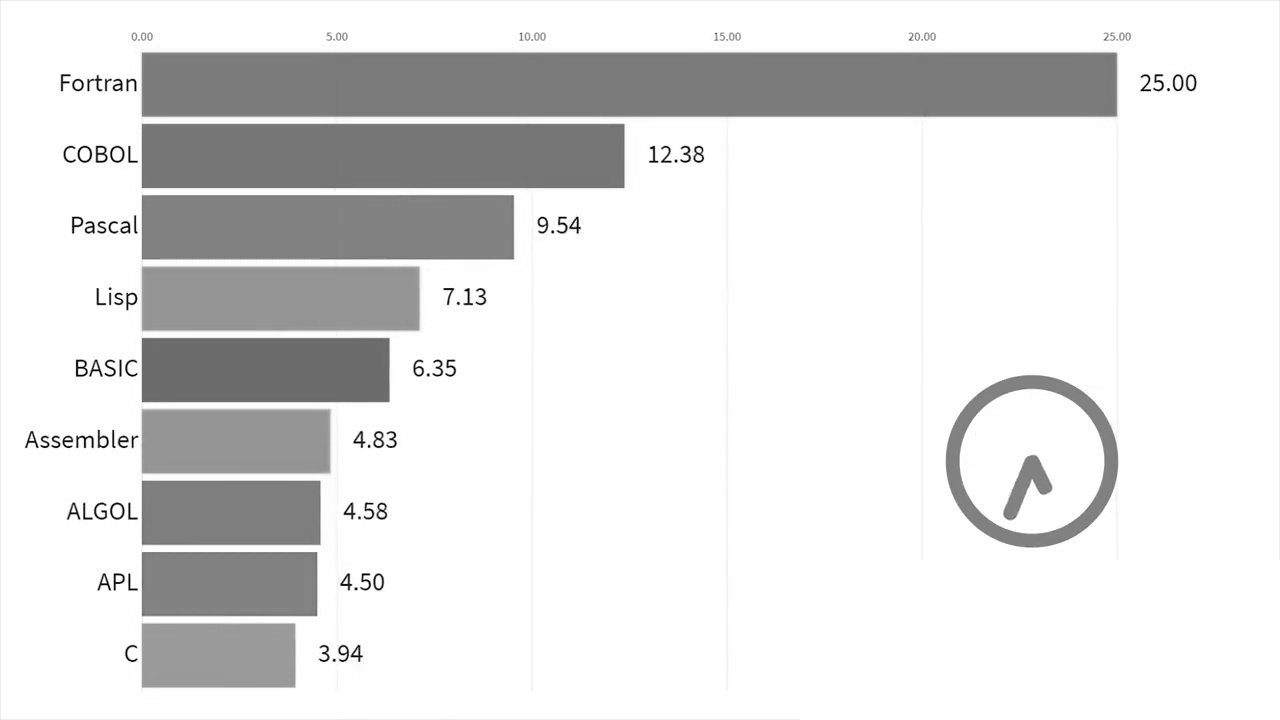 0.00 5.00 10.00 15.00 20.00 25.00
Fortran 25.00
COBOL 12.38
Pascal 9.54
Lisp 7.13
BASIC 6.35
Assembler 4.83
ALGOL 4.58
APL 4.50
C 3.94